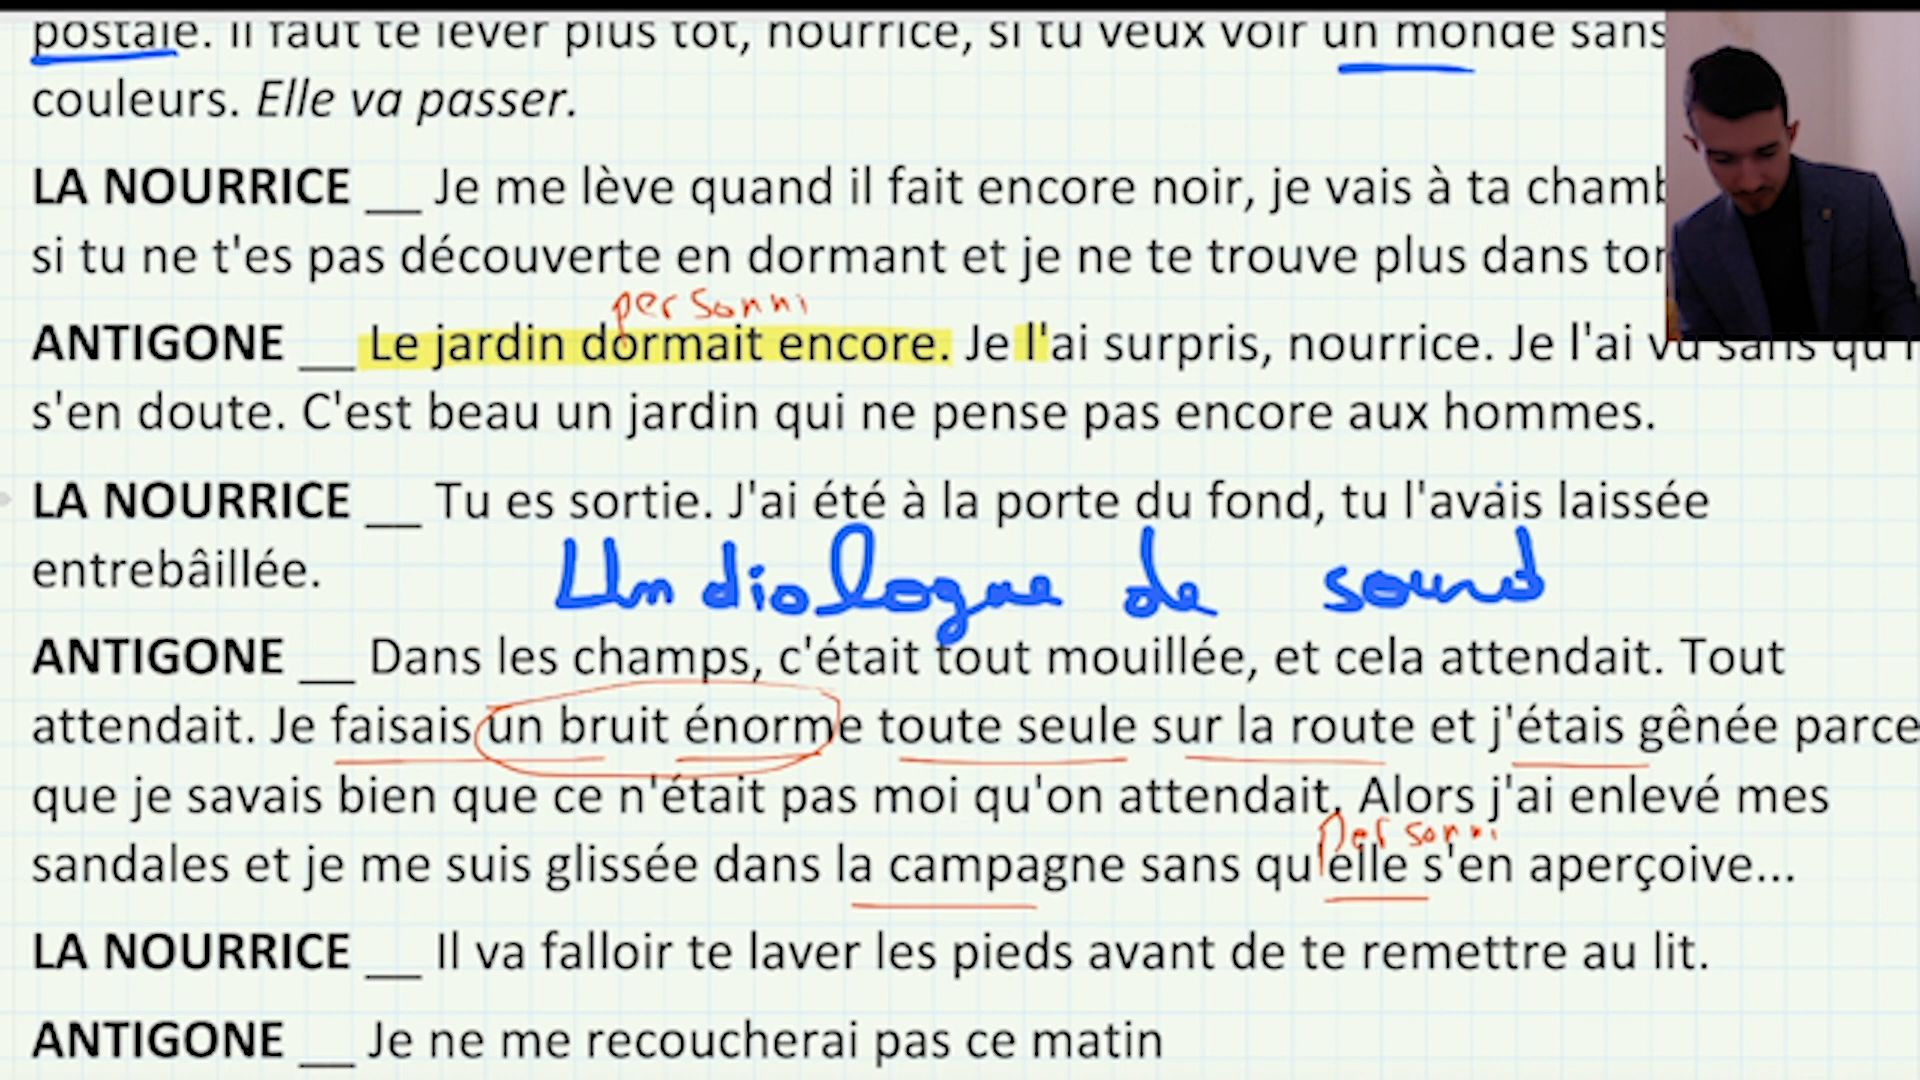 postale. Il faut te lever plus tôt, nourrice, si tu veux voir un monde sans
couleurs. Elle va passer.
LA NOURRICE __ Je me lève quand il fait encore noir, je vais à ta chamb
si tu ne t'es pas découverte en dormant et je ne te trouve plus dans ton
personni
ANTIGONE __ Le jardin dormait encore. Je l'ai surpris, nourrice. Je l'ai vu sans qu'i
s'en doute. C'est beau un jardin qui ne pense pas encore aux hommes.
LA NOURRICE __ Tu es sortie. J'ai été à la porte du fond, tu l'avais laissée
entrebâillée.
Un dialogue de sourd
ANTIGONE __ Dans les champs, c'était tout mouillée, et cela attendait. Tout
attendait. Je faisais un bruit énorme toute seule sur la route et j'étais gênée parce
que je savais bien que ce n'était pas moi qu'on attendait. Alors j'ai enlevé mes
personni
sandales et je me suis glissée dans la campagne sans qu'elle s'en aperçoive...
LA NOURRICE __ Il va falloir te laver les pieds avant de te remettre au lit.
ANTIGONE __ Je ne me recoucherai pas ce matin